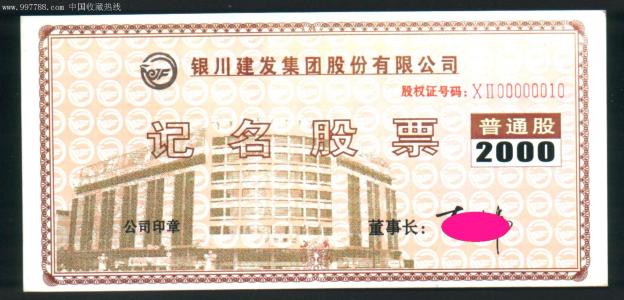 www.997788.com 中国收藏热线
银川建发集团股份有限公司
股权证号码：XII00000010
记名股票
普通股
2000
公司印章
董事长：